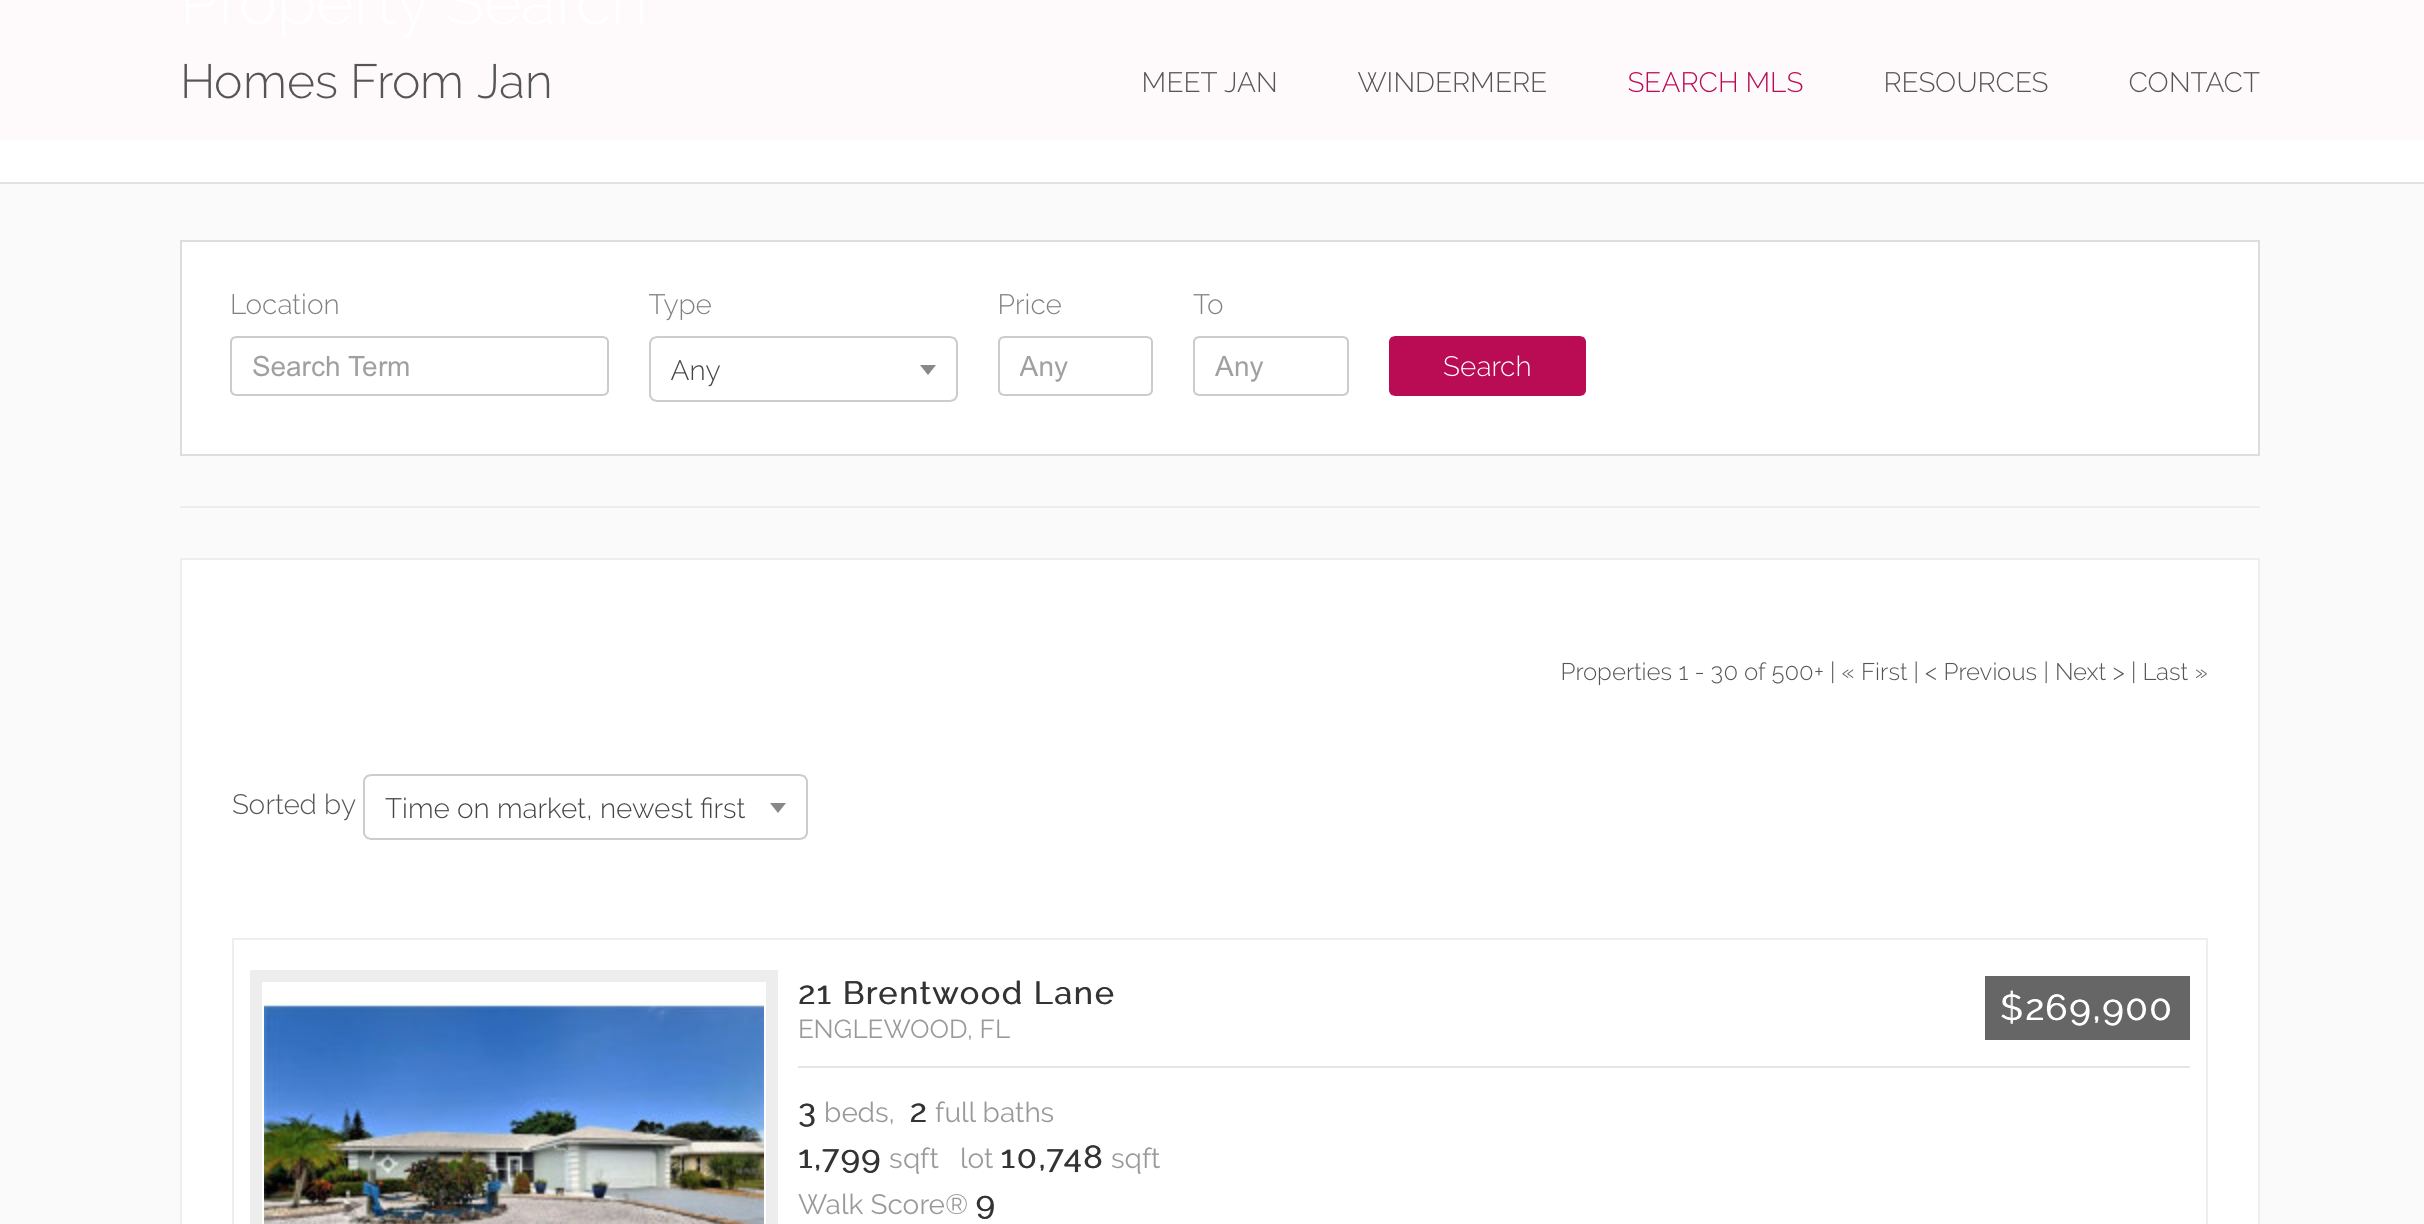 Property Search
Homes From Jan
MEET JAN
WINDERMERE
SEARCH MLS
RESOURCES
CONTACT
Location
Type
Price
To
Search Term
Any
Any
Any
Search
Properties 1 - 30 of 500+ | « First | < Previous | Next > | Last »
Sorted by
Time on market, newest first
21 Brentwood Lane
$269,900
ENGLEWOOD, FL
3 beds, 2 full baths
1,799 sqft lot 10,748 sqft
Walk Score® 9